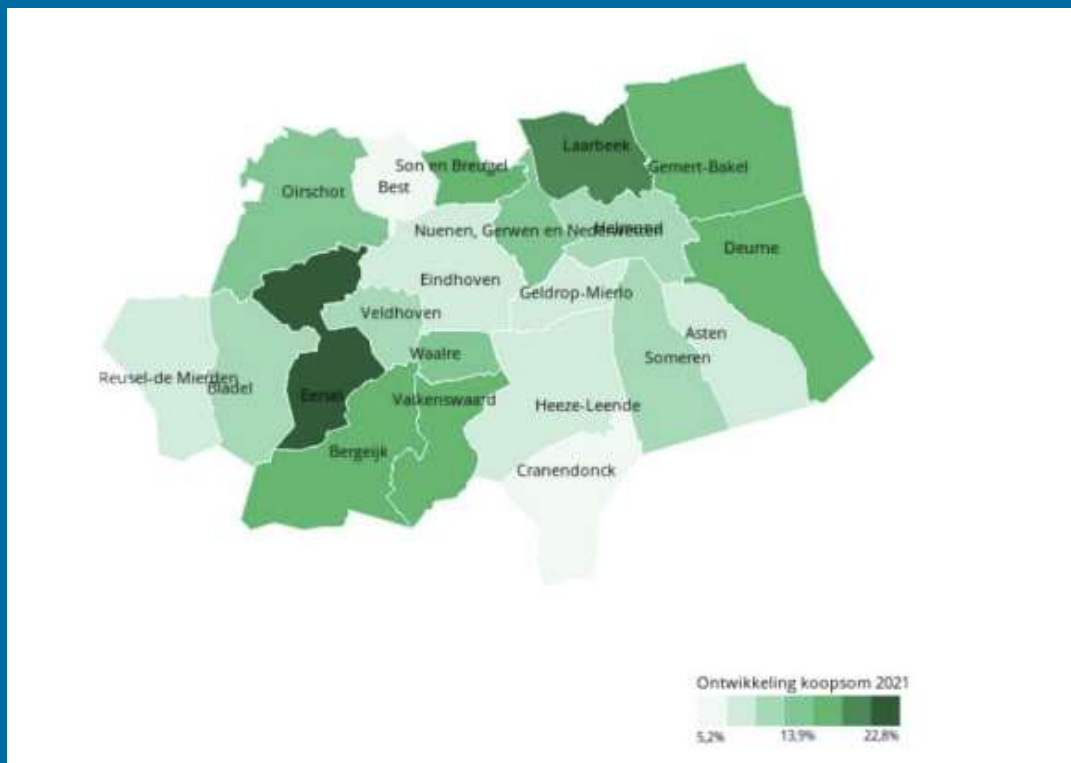 Laarbeek
Son en Breugel
Gemert-Bakel
Best
Oirschot
Nuenen, Gerwen en Nederwetten
Helmond
Deurne
Eindhoven
Geldrop-Mierlo
Veldhoven
Asten
Waalre
Someren
Reusel-de Mierden
Bladel
Eersel
Valkenswaard
Heeze-Leende
Bergeijk
Cranendonck
Ontwikkeling koopsom 2021
5,2% 13,9% 22,8%